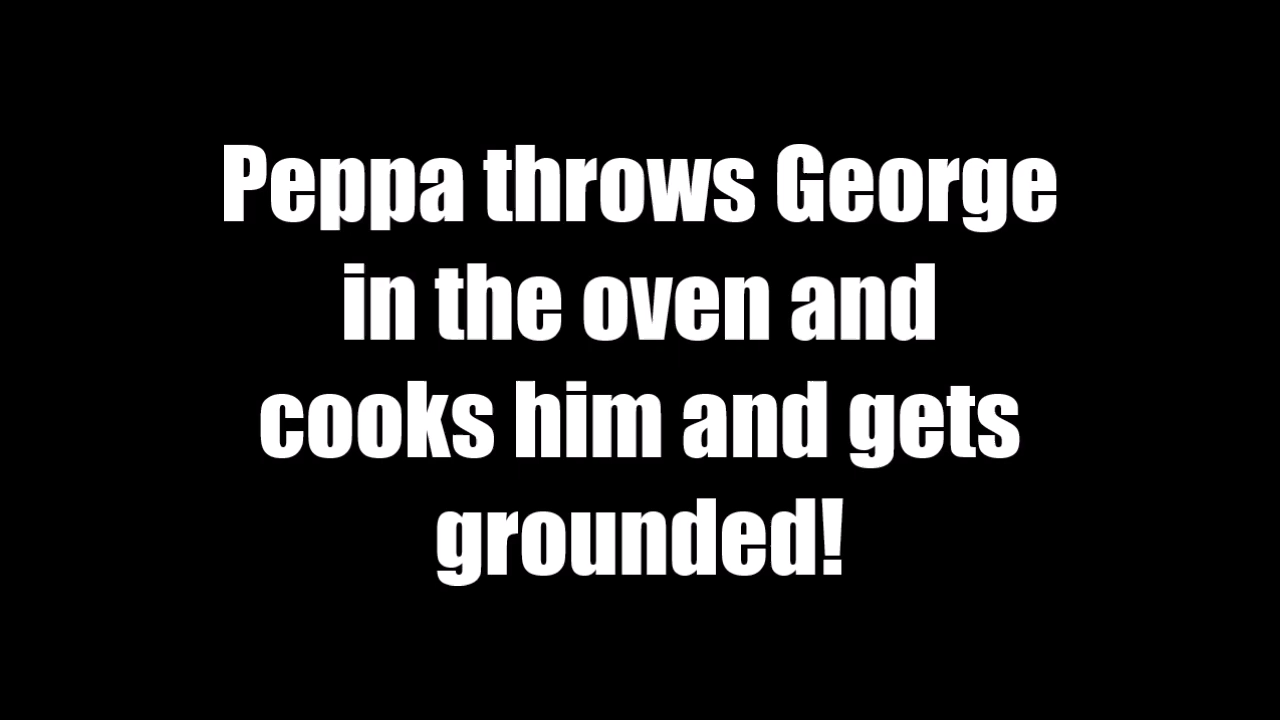 Peppa throws George
in the oven and
cooks him and gets
grounded!